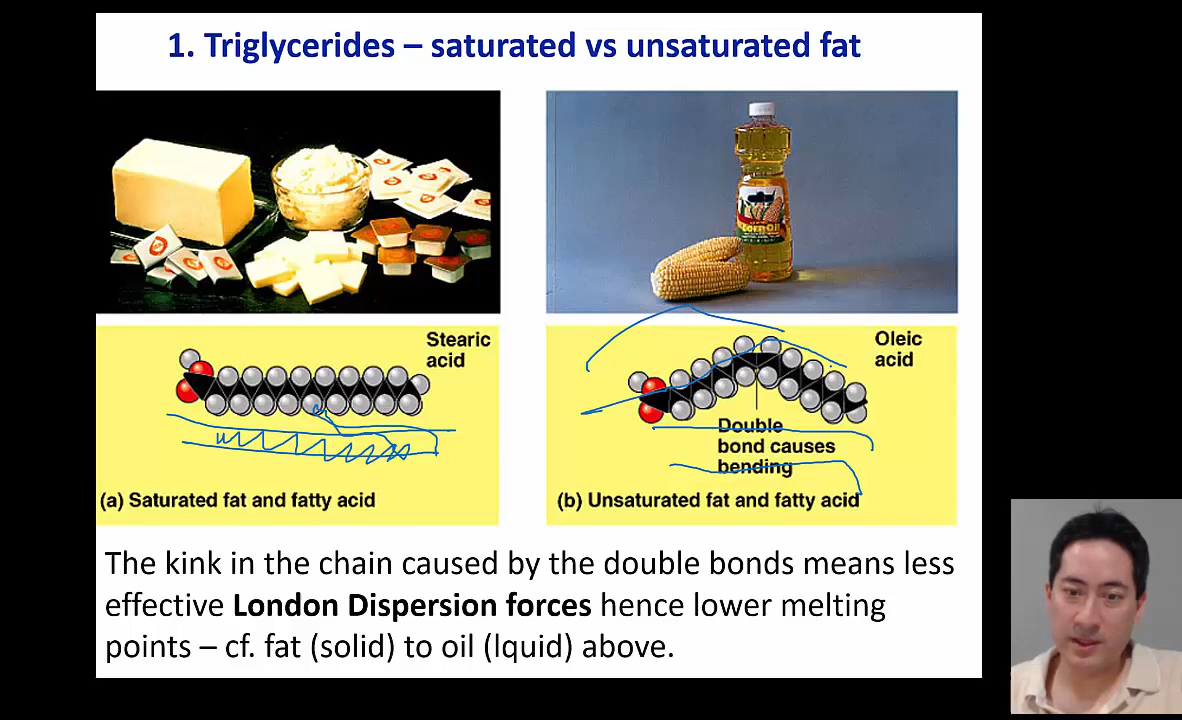 1. Triglycerides – saturated vs unsaturated fat
Corn Oil
Stearic
acid
(a) Saturated fat and fatty acid
Oleic
acid
Double
bond causes
bending
(b) Unsaturated fat and fatty acid
The kink in the chain caused by the double bonds means less
effective London Dispersion forces hence lower melting
points – cf. fat (solid) to oil (lquid) above.